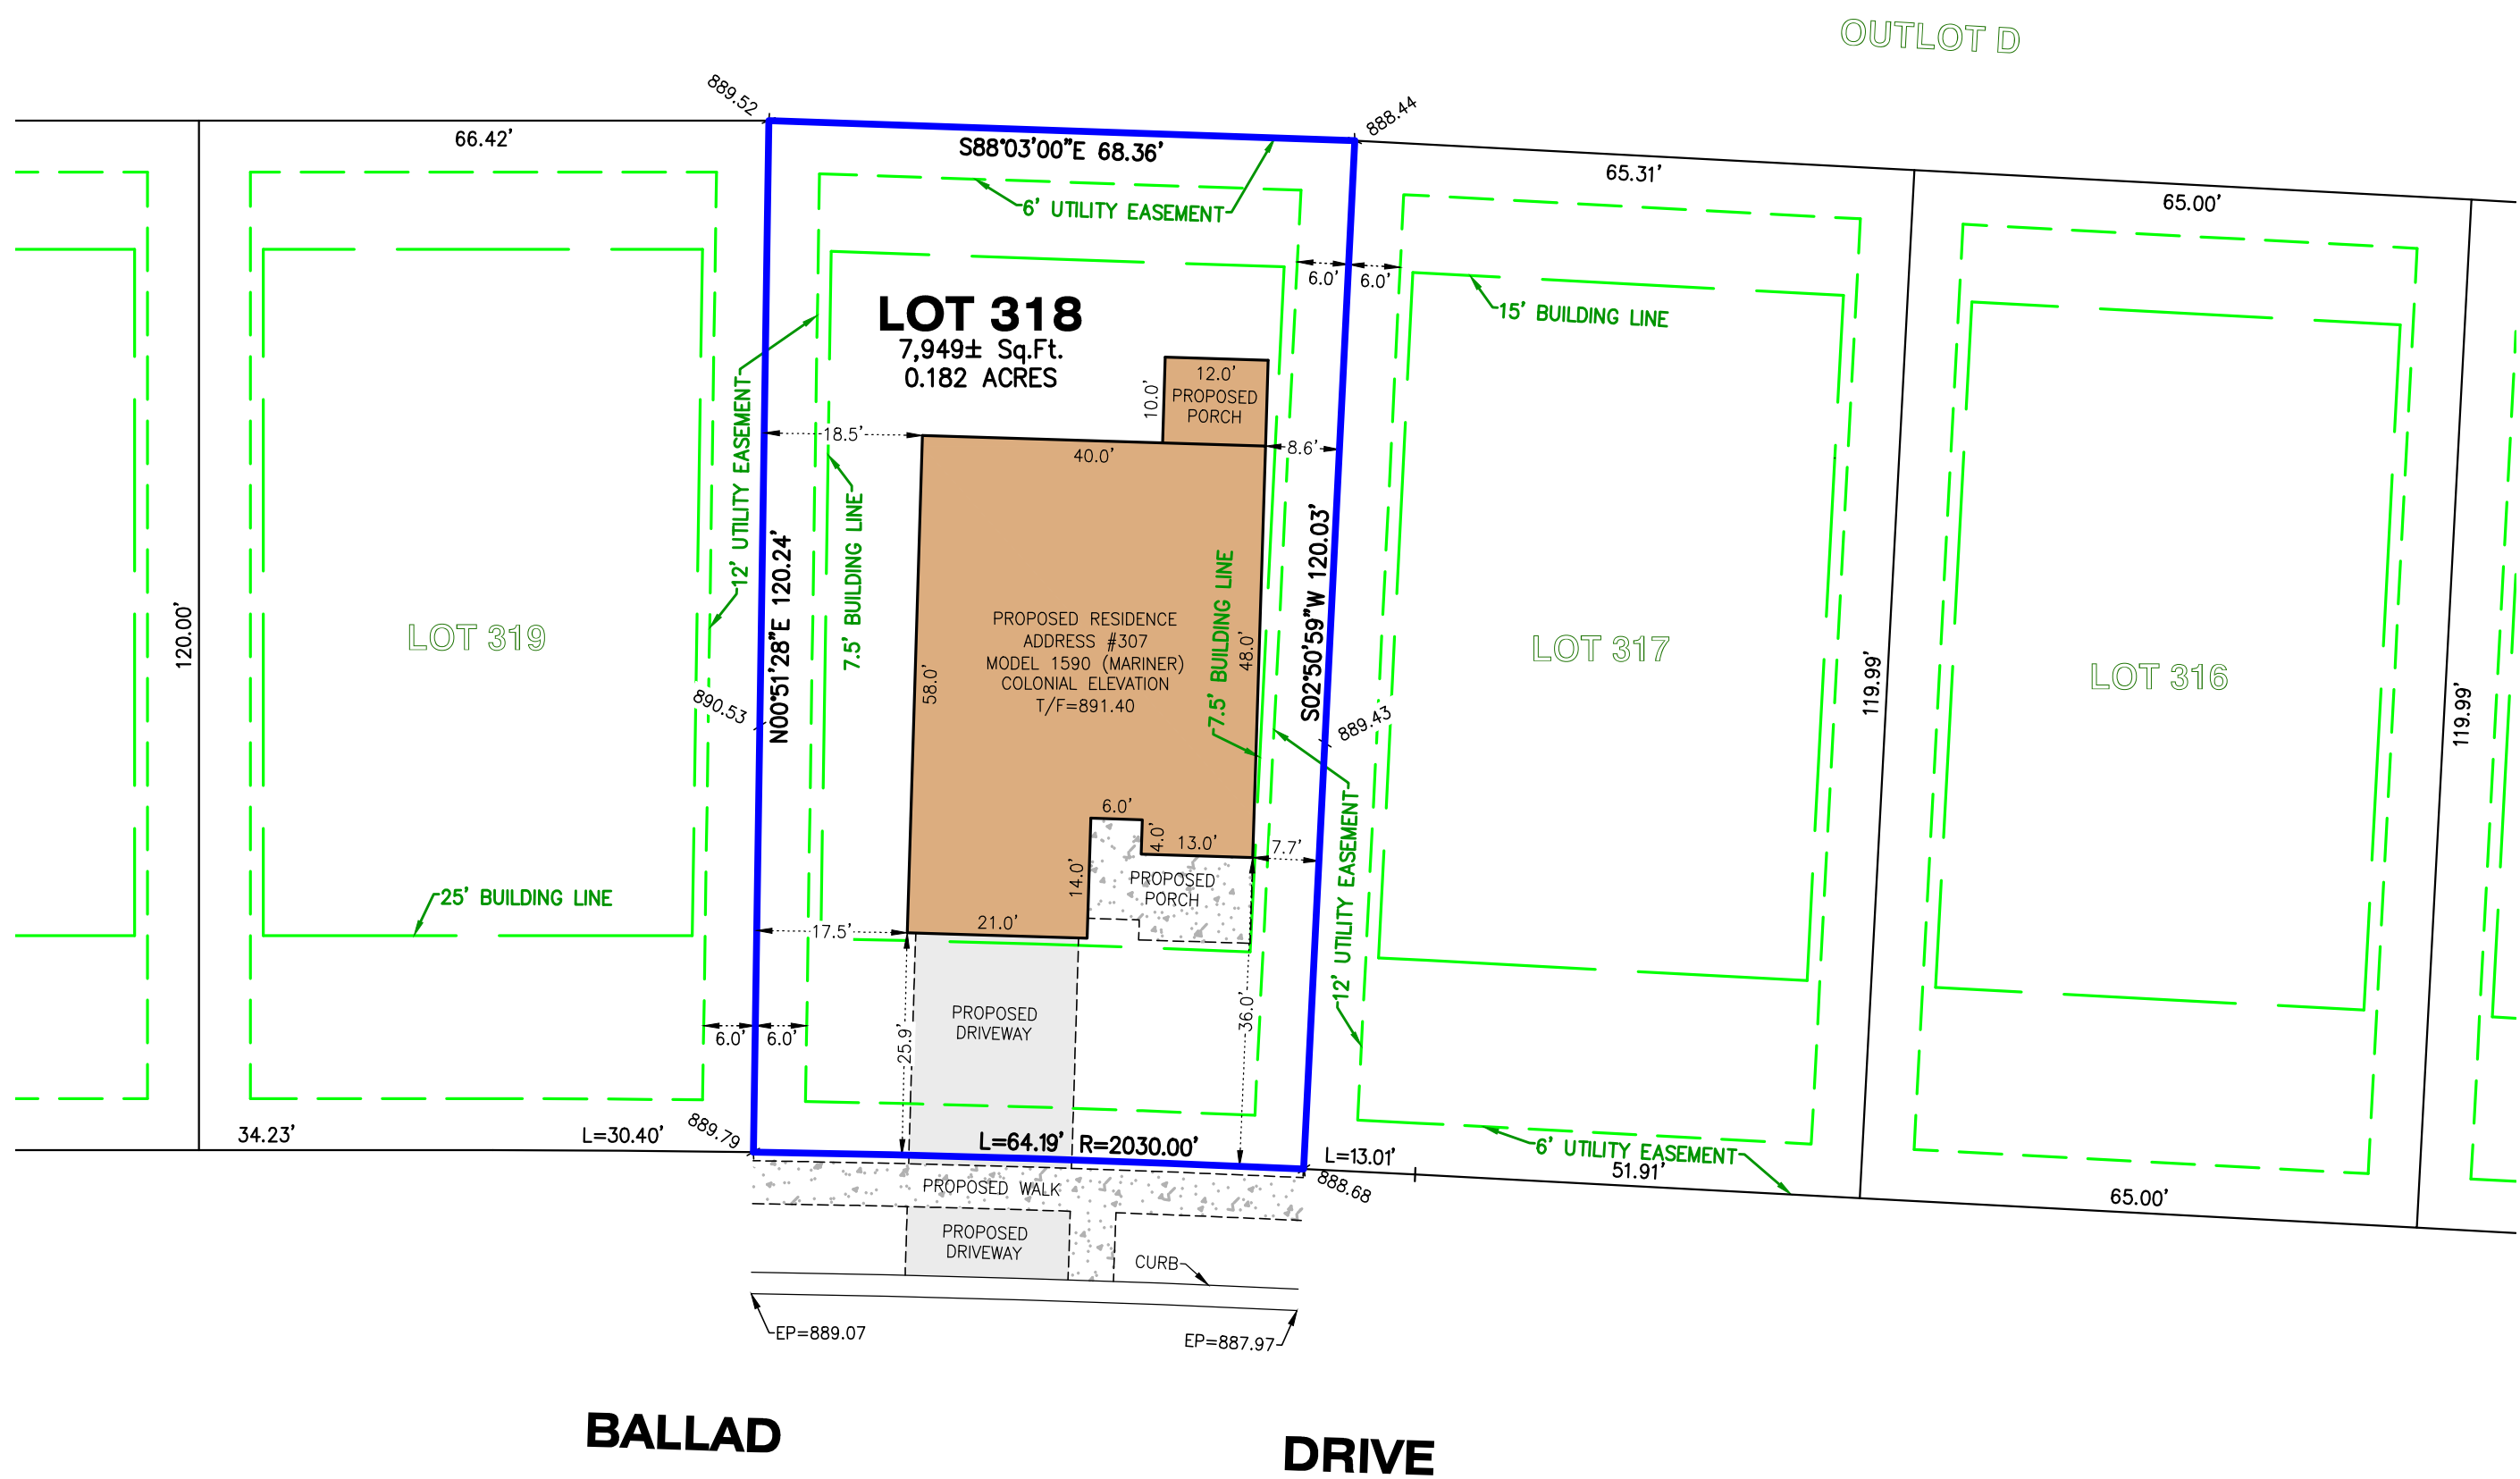 OUTLOT D
889.52
888.44
66.42'
S88°03'00"E 68.36'
65.31'
65.00'
6' UTILITY EASEMENT
6.0'
6.0'
LOT 318
7,949± Sq.Ft.
0.182 ACRES
15' BUILDING LINE
12.0'
PROPOSED
PORCH
10.0'
18.5'
40.0'
8.6'
12' UTILITY EASEMENT
7.5' BUILDING LINE
N00°51'28"E 120.24'
S02°50'59"W 120.03'
120.00'
LOT 319
PROPOSED RESIDENCE
ADDRESS #307
MODEL 1590 (MARINER)
COLONIAL ELEVATION
T/F=891.40
58.0'
48.0'
7.5' BUILDING LINE
LOT 317
LOT 316
119.99'
119.99'
890.53
889.43
6.0'
4.0'
13.0'
7.7'
14.0'
PROPOSED
PORCH
12' UTILITY EASEMENT
25' BUILDING LINE
17.5'
21.0'
PROPOSED
DRIVEWAY
25.9'
36.0'
6.0'
6.0'
34.23'
L=30.40'
889.79
L=64.19' R=2030.00'
L=13.01'
6' UTILITY EASEMENT
51.91'
65.00'
888.68
PROPOSED WALK
PROPOSED
DRIVEWAY
CURB
EP=889.07
EP=887.97
BALLAD DRIVE